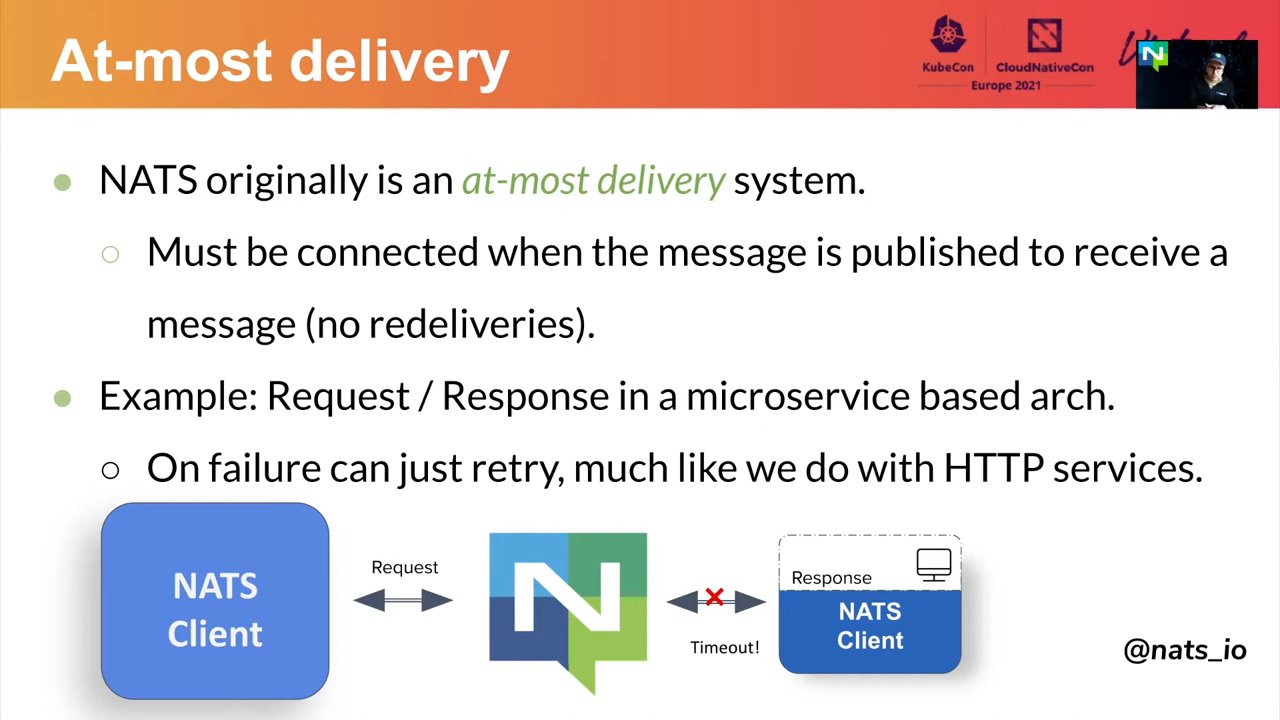 At-most delivery
KubeCon
CloudNativeCon
Europe 2021
Virtual
N
NATS originally is an at-most delivery system.
Must be connected when the message is published to receive a
message (no redeliveries).
Example: Request / Response in a microservice based arch.
On failure can just retry, much like we do with HTTP services.
NATS
Client
Request
N
Timeout!
Response
NATS
Client
@nats_io